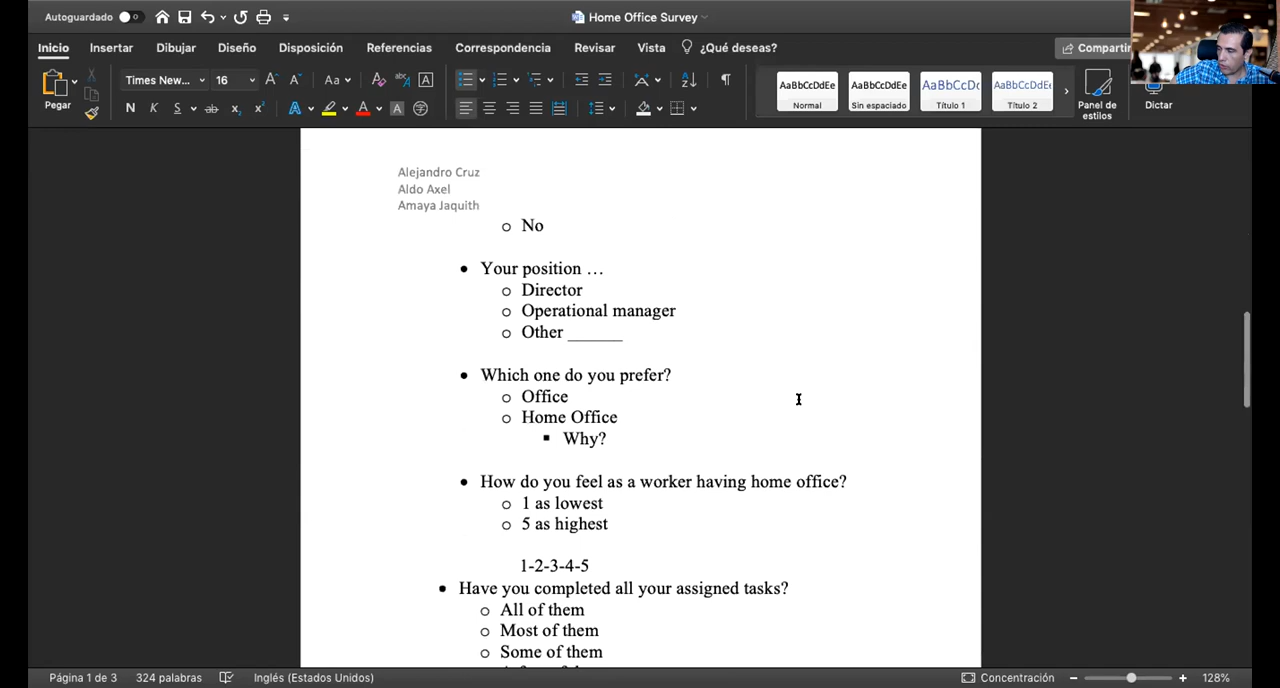 Autoguardado
Home Office Survey
Inicio Insertar Dibujar Diseño Disposición Referencias Correspondencia Revisar Vista ¿Qué deseas? Compartir
Pegar
Times New... 16
Aa
N K S ab x₂ x²
AaBbCcDdEe AaBbCcDdEe AaBbCcDc AaBbCcDdEe
Normal Sin espaciado Título 1 Título 2
Panel de estilos
Dictar
Alejandro Cruz
Aldo Axel
Amaya Jaquith
o No
• Your position …
o Director
o Operational manager
o Other _______
• Which one do you prefer?
o Office
o Home Office
▪ Why?
• How do you feel as a worker having home office?
o 1 as lowest
o 5 as highest
1-2-3-4-5
• Have you completed all your assigned tasks?
o All of them
o Most of them
o Some of them
Página 1 de 3 324 palabras Inglés (Estados Unidos) Concentración 128%